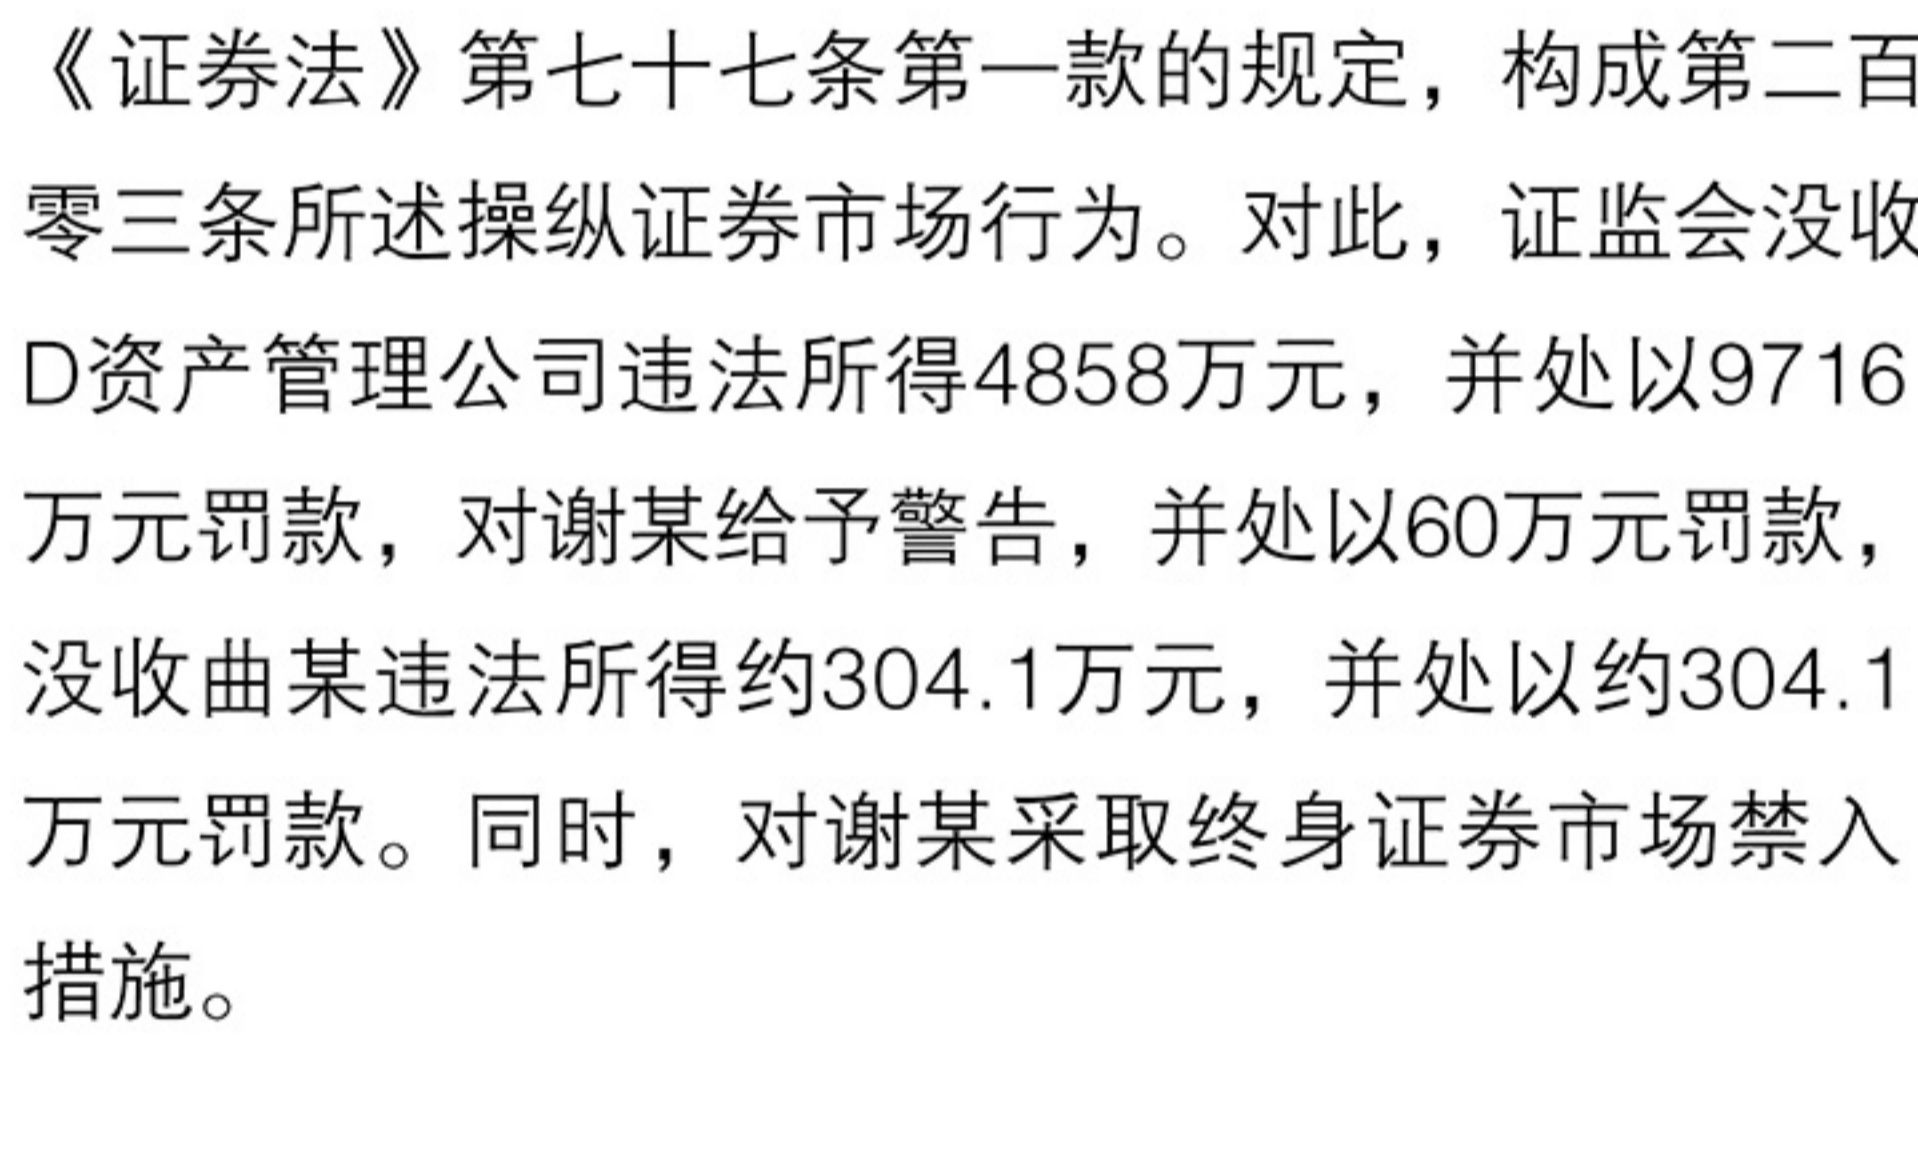 《证券法》第七十七条第一款的规定，构成第二百
零三条所述操纵证券市场行为。对此，证监会没收
D资产管理公司违法所得4858万元，并处以9716
万元罚款，对谢某给予警告，并处以60万元罚款，
没收曲某违法所得约304.1万元，并处以约304.1
万元罚款。同时，对谢某采取终身证券市场禁入
措施。